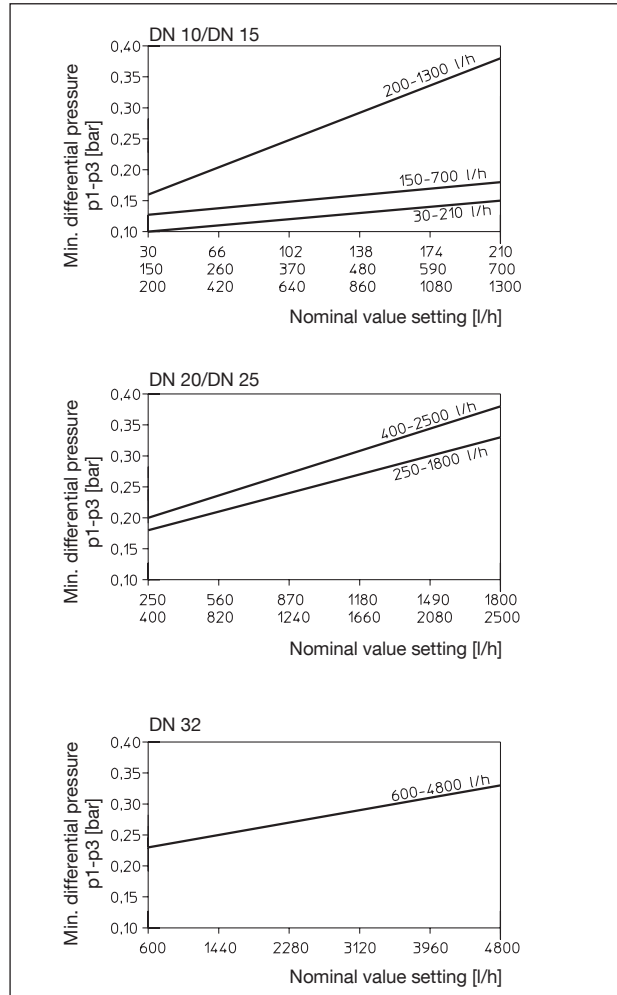 DN 10/DN 15
Min. differential pressure
p1-p3 [bar]
0,40
0,35
0,30
0,25
0,20
0,15
0,10
200-1300 l/h
150-700 l/h
30-210 l/h
30 66 102 138 174 210
150 260 370 480 590 700
200 420 640 860 1080 1300
Nominal value setting [l/h]
DN 20/DN 25
Min. differential pressure
p1-p3 [bar]
0,40
0,35
0,30
0,25
0,20
0,15
0,10
400-2500 l/h
250-1800 l/h
250 560 870 1180 1490 1800
400 820 1240 1660 2080 2500
Nominal value setting [l/h]
DN 32
Min. differential pressure
p1-p3 [bar]
0,40
0,35
0,30
0,25
0,20
0,15
0,10
600-4800 l/h
600 1440 2280 3120 3960 4800
Nominal value setting [l/h]